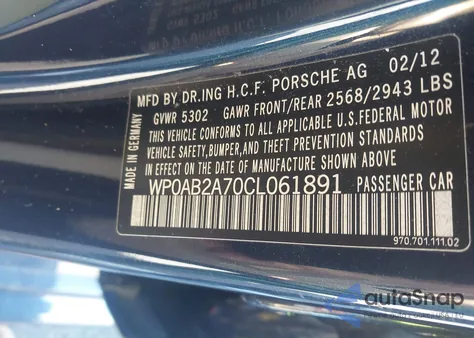 MFD BY DR.ING H.C.F. PORSCHE AG 02/12
GVWR 5302 GAWR FRONT/REAR 2568/2943 LBS
THIS VEHICLE CONFORMS TO ALL APPLICABLE U.S.FEDERAL MOTOR
VEHICLE SAFETY,BUMPER,AND THEFT PREVENTION STANDARDS
IN EFFECT ON THE DATE OF MANUFACTURE SHOWN ABOVE
WP0AB2A70CL061891 PASSENGER CAR
MADE IN GERMANY
970.701.111.02
autoSnap